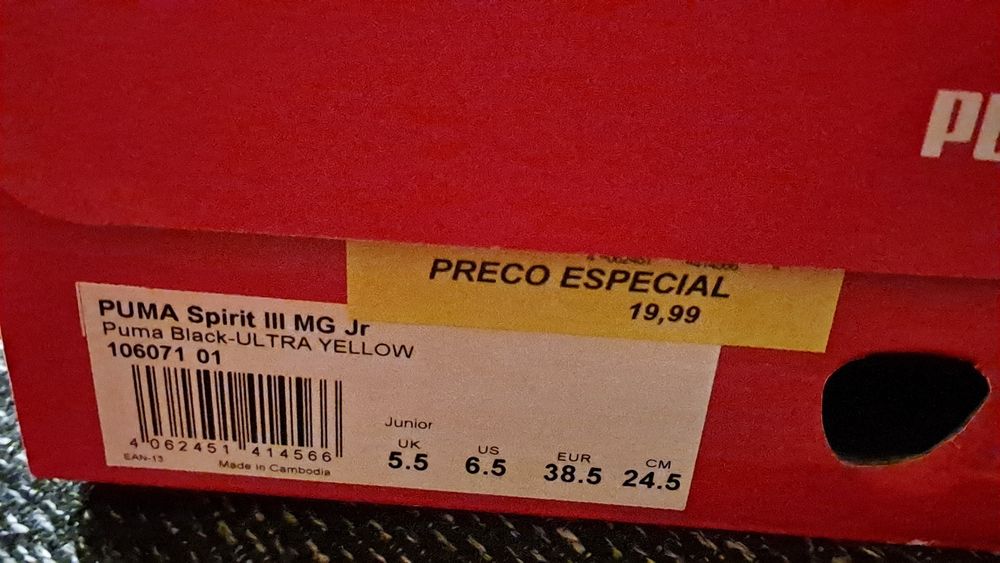 PRECO ESPECIAL
19,99
PUMA Spirit III MG Jr
Puma Black-ULTRA YELLOW
106071 01
4 062451 414566
EAN-13
Made in Cambodia
Junior
UK US EUR CM
5.5 6.5 38.5 24.5